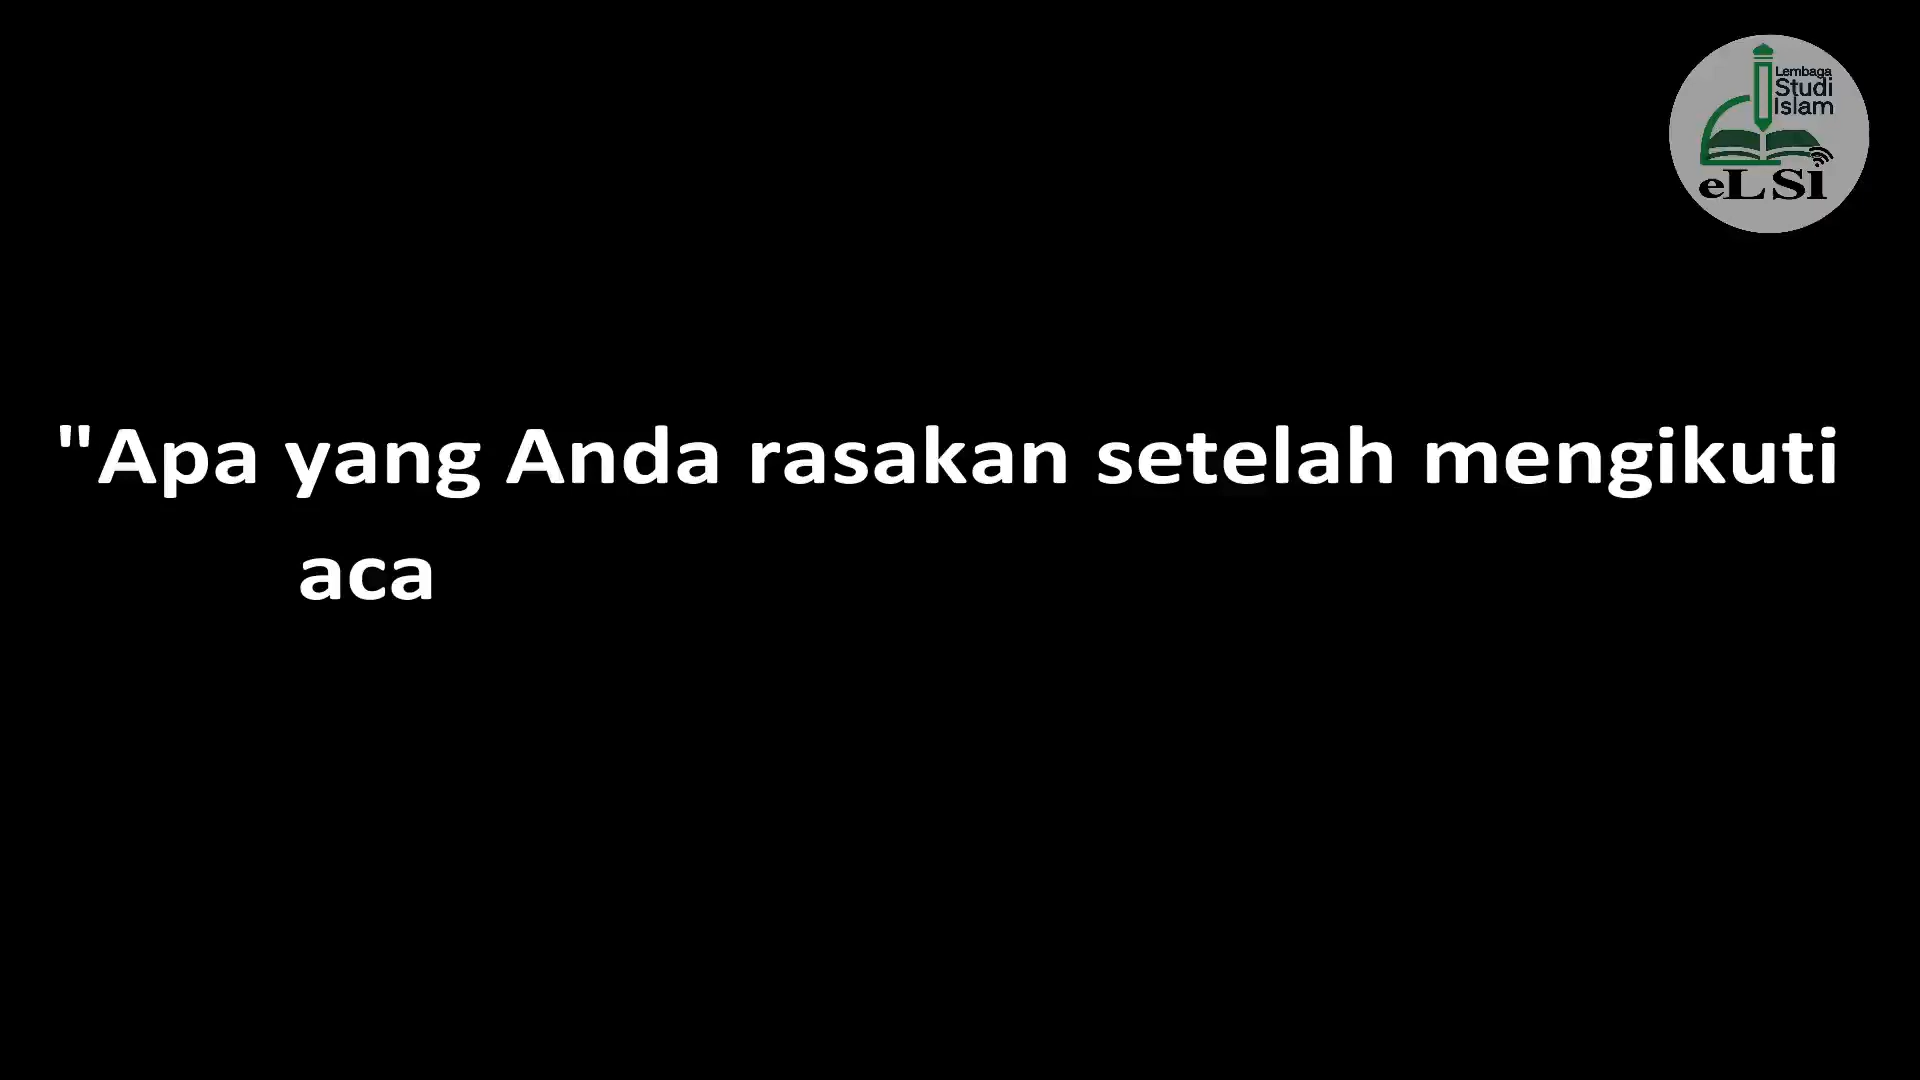 Lembaga
Studi
Islam
eLSi
"Apa yang Anda rasakan setelah mengikuti
aca